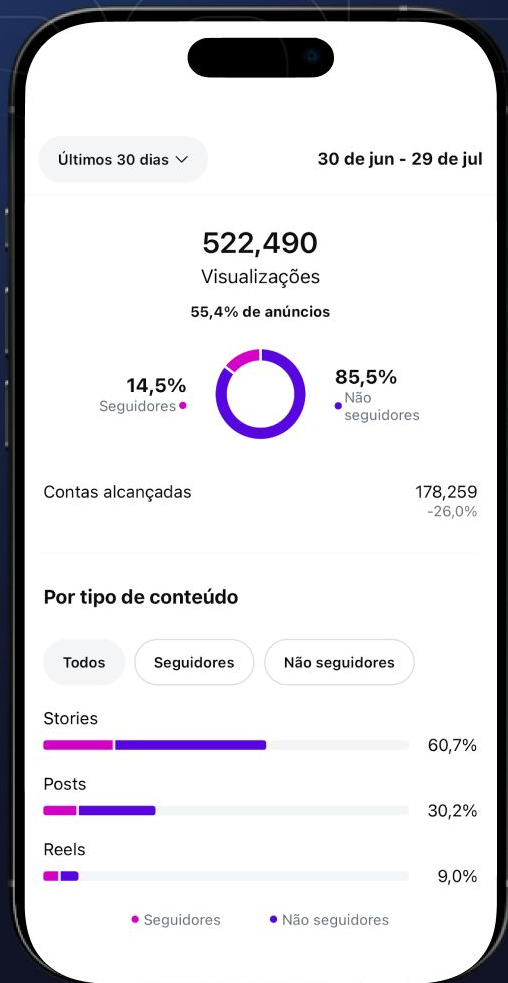 Últimos 30 dias
30 de jun - 29 de jul
522,490
Visualizações
55,4% de anúncios
14,5%
Seguidores
85,5%
Não
seguidores
Contas alcançadas
178,259
-26,0%
Por tipo de conteúdo
Todos
Seguidores
Não seguidores
Stories
60,7%
Posts
30,2%
Reels
9,0%
Seguidores
Não seguidores